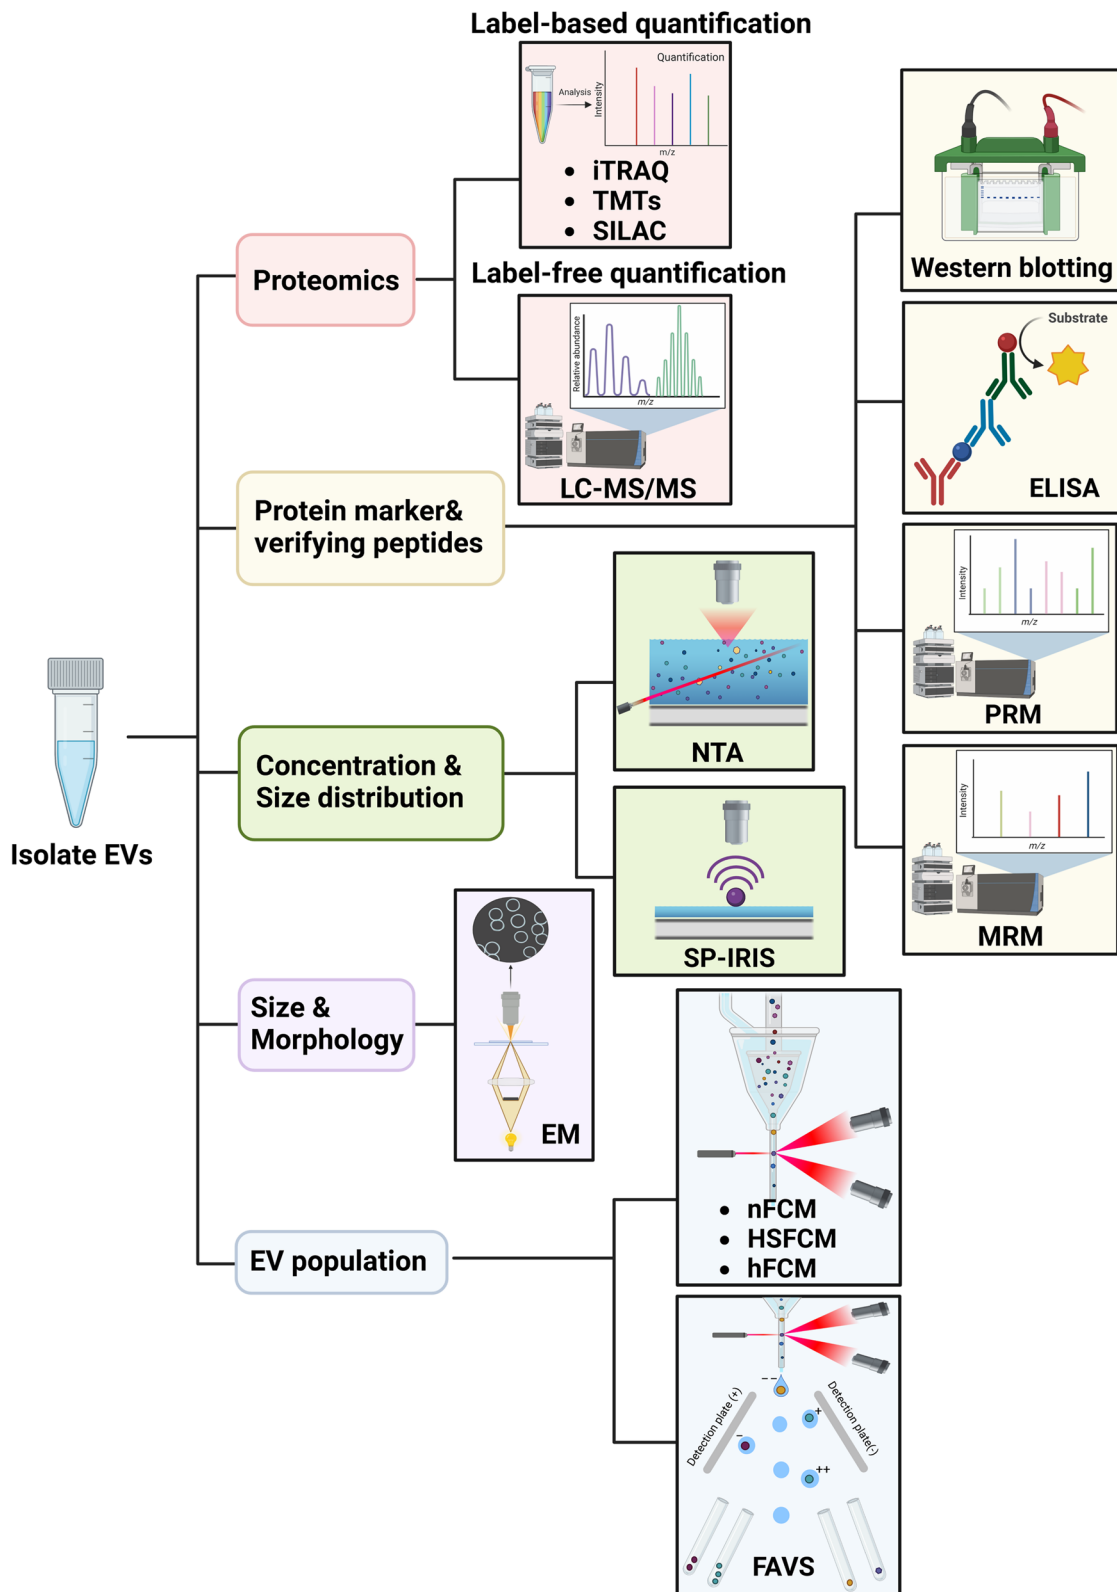 Label-based quantification
Analysis
Quantification
Intensity
m/z
• iTRAQ
• TMTs
• SILAC
Proteomics
Label-free quantification
Relative abundance
m/z
LC-MS/MS
Western blotting
Substrate
ELISA
Protein marker&
verifying peptides
Intensity
m/z
PRM
NTA
Concentration &
Size distribution
Intensity
m/z
MRM
SP-IRIS
Isolate EVs
Size &
Morphology
EM
• nFCM
• HSFCM
• hFCM
EV population
Detection plate (+)
Detection plate(-)
--
+
-
++
FAVS